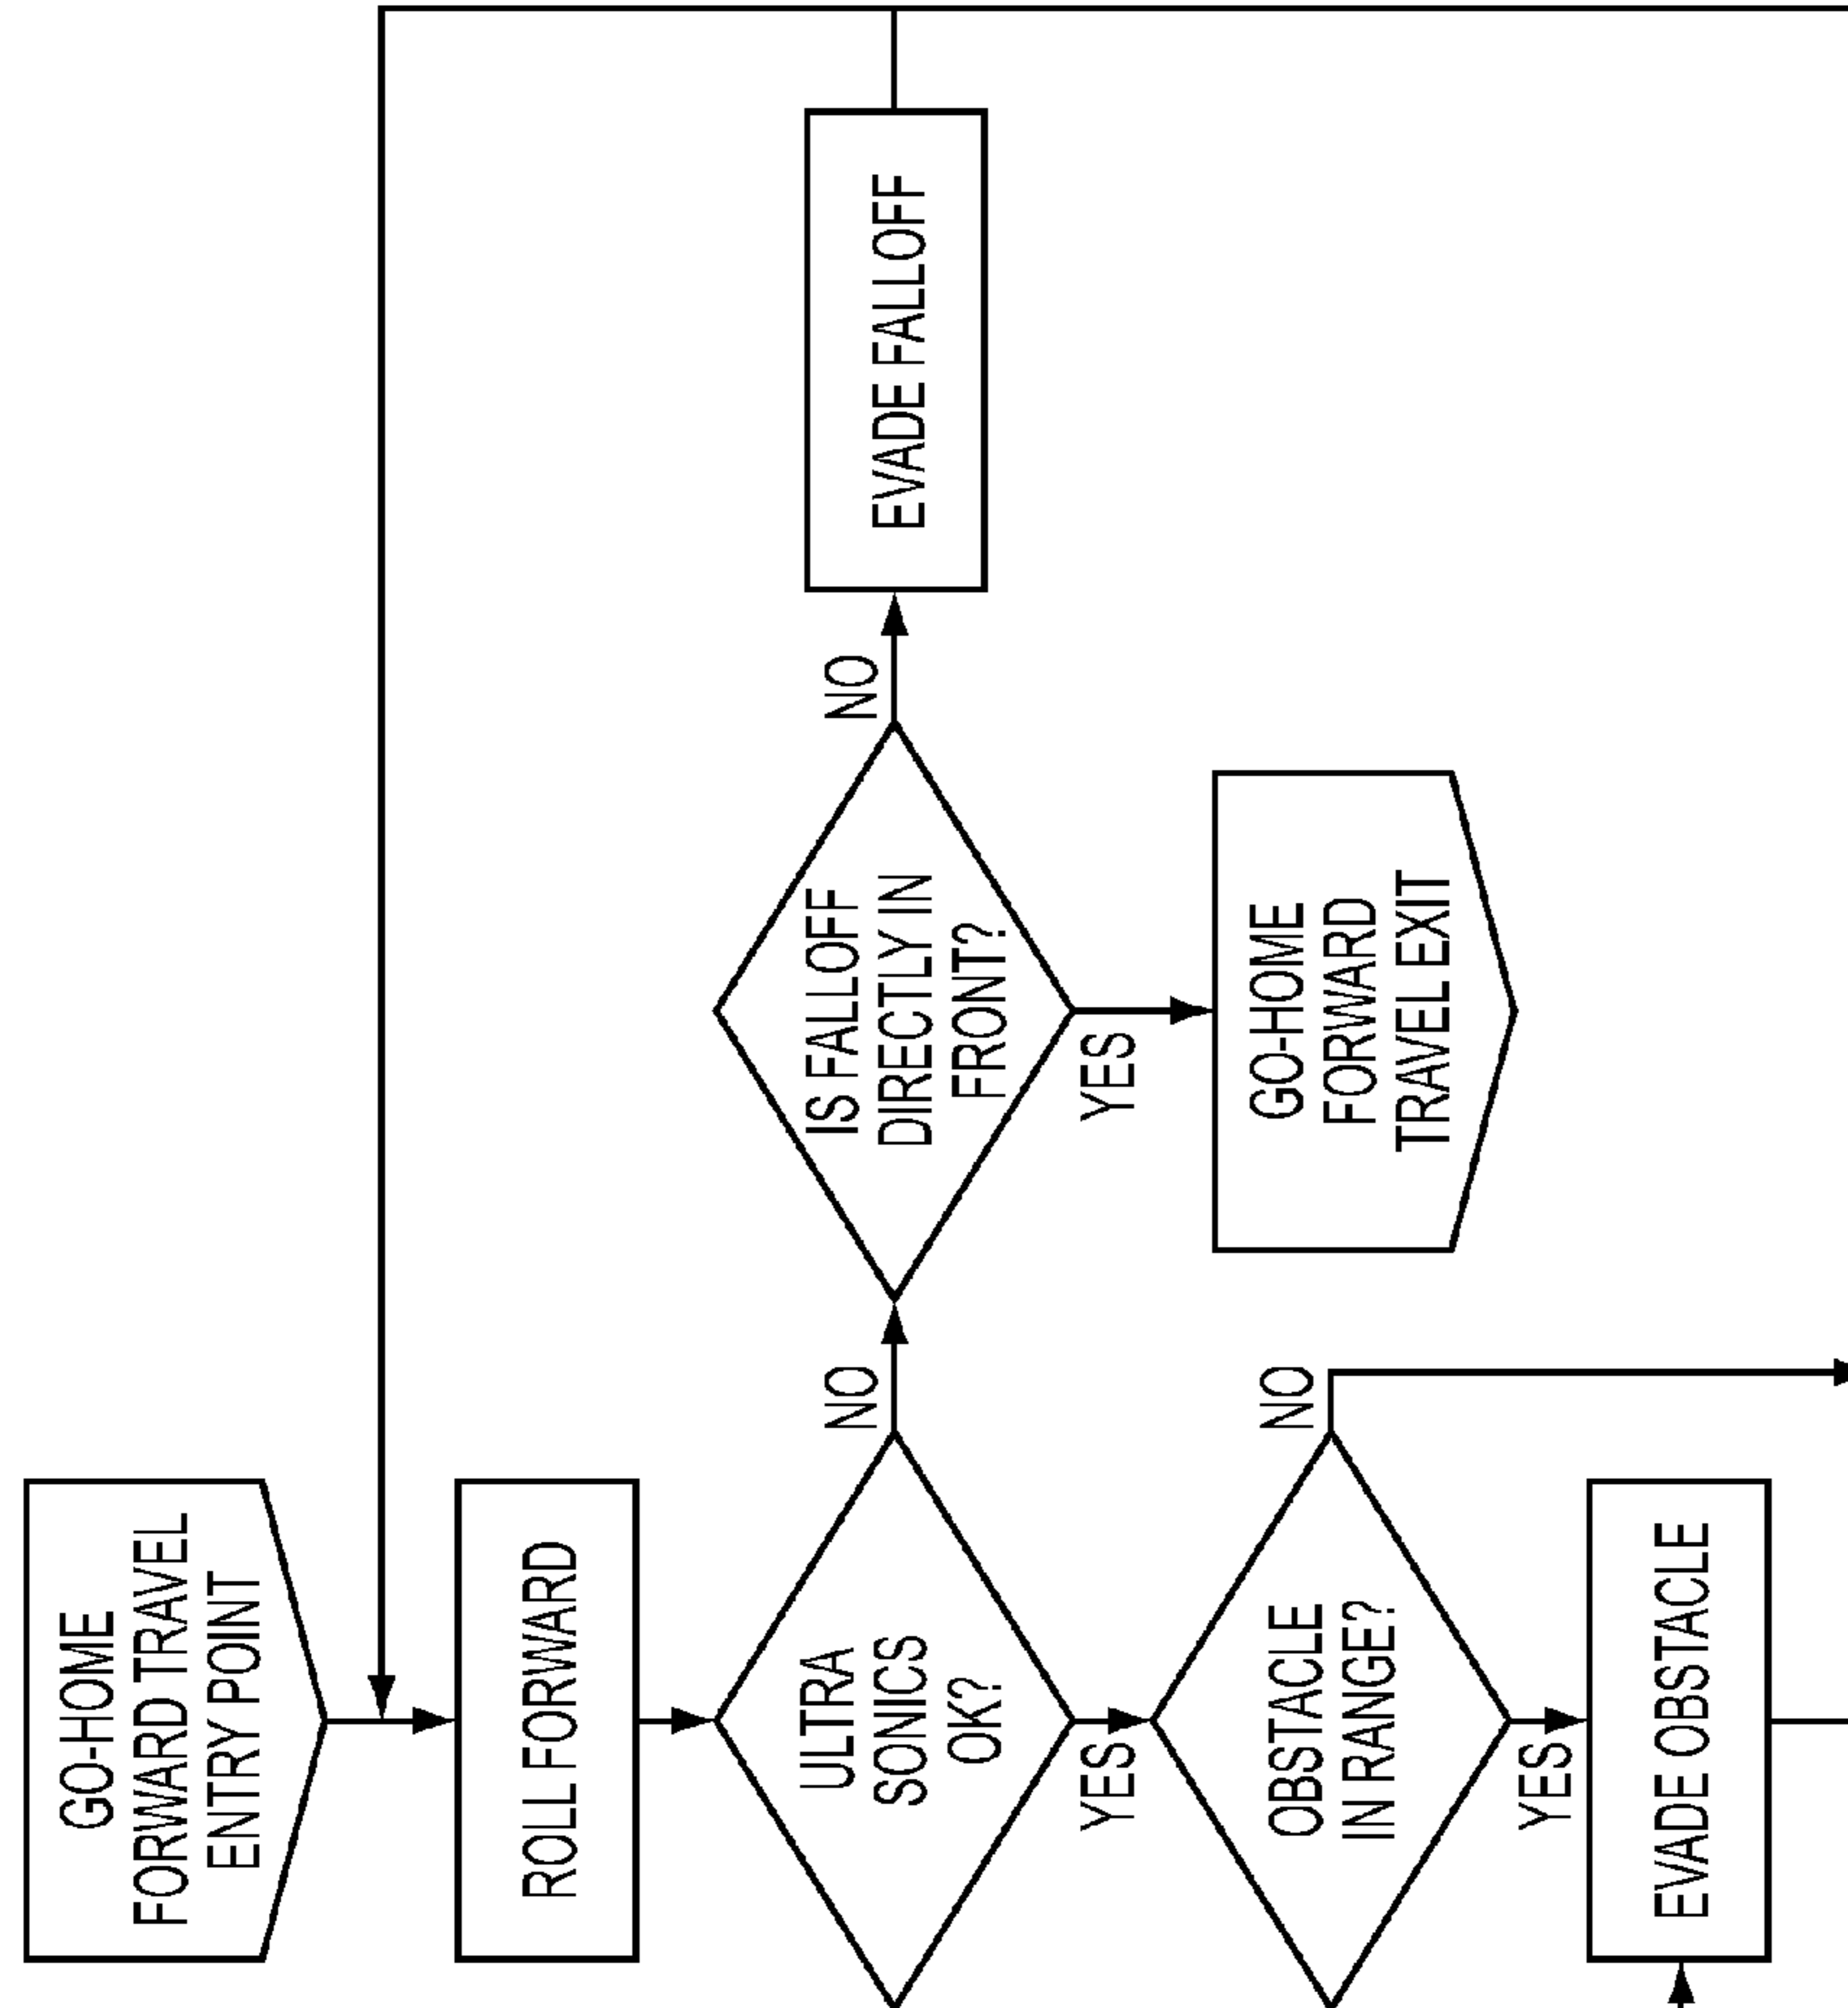 GO-HOME
FORWARD TRAVEL
ENTRY POINT
ROLL FORWARD
ULTRA
SONICS
OK?
NO
YES
IS FALLOFF
DIRECTLY IN
FRONT?
NO
YES
EVADE FALLOFF
GO-HOME
FORWARD
TRAVEL EXIT
OBSTACLE
IN RANGE?
NO
YES
EVADE OBSTACLE